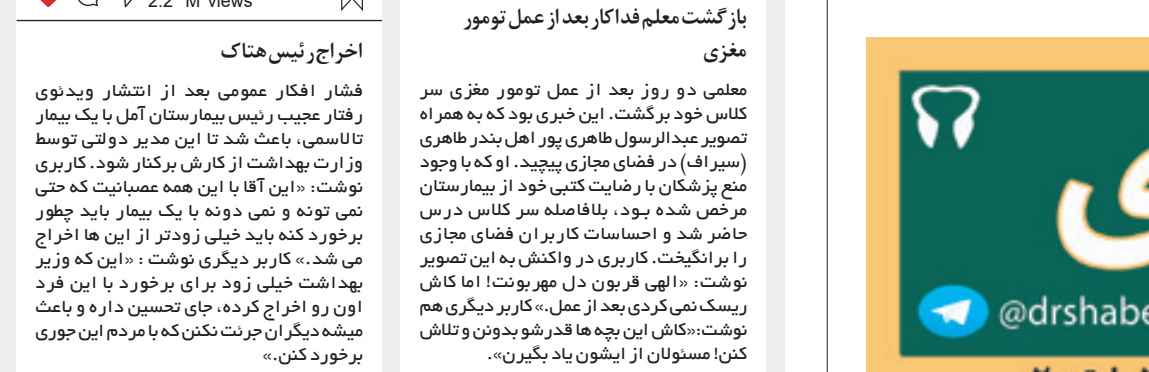 بازگشت معلم فداکار بعد از عمل تومور
مغزی
معلمی دو روز بعد از عمل تومور مغزی سر
کلاس خود برگشت. این خبری بود که به همراه
تصویر عبدالرسول طاهری پور اهل بندر طاهری
(سیراف) در فضای مجازی پیچید. او که با وجود
منع پزشکان با رضایت کتبی خود از بیمارستان
مرخص شده بود، بلافاصله سر کلاس درس
حاضر شد و احساسات کاربران فضای مجازی
را برانگیخت. کاربری در واکنش به این تصویر
نوشت: «الهی قربون دل مهربونت! اما کاش
ریسک نمی کردی بعد از عمل.» کاربر دیگری هم
نوشت:«کاش این بچه ها قدرشو بدونن و تلاش
کنن! مسئولان از ایشون یاد بگیرن».
2.2 M views
اخراج رئیس هتاک
فشار افکار عمومی بعد از انتشار ویدئوی
رفتار عجیب رئیس بیمارستان آمل با یک بیمار
تالاسمی، باعث شد تا این مدیر دولتی توسط
وزارت بهداشت از کارش برکنار شود. کاربری
نوشت: «این آقا با این همه عصبانیت که حتی
نمی تونه و نمی دونه با یک بیمار باید چطور
برخورد کنه باید خیلی زودتر از این ها اخراج
می شد.» کاربر دیگری نوشت : «این که وزیر
بهداشت خیلی زود برای برخورد با این فرد
اون رو اخراج کرده، جای تحسین داره و باعث
میشه دیگران جرئت نکنن که با مردم این جوری
برخورد کنن.»
@drshabe